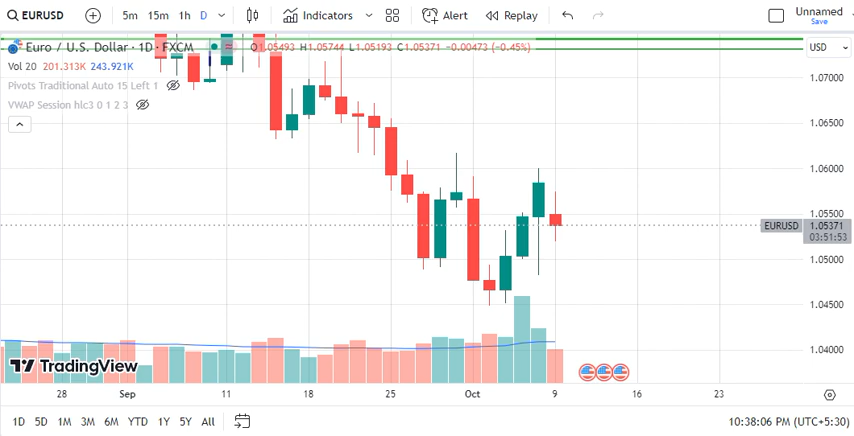 EURUSD 5m 15m 1h D Indicators Alert Replay Unnamed
Save
Euro / U.S. Dollar · 1D · FXCM O1.05493 H1.05744 L1.05193 C1.05371 −0.00473 (−0.45%) USD
Vol 20 201.313K 243.921K
Pivots Traditional Auto 15 Left 1
VWAP Session hlc3 0 1 2 3
1.07000
1.06500
1.06000
1.05500
EURUSD 1.05371
03:51:53
1.05000
1.04500
1.04000
TradingView
28 Sep 11 18 25 Oct 9 16 23
1D 5D 1M 3M 6M YTD 1Y 5Y All 10:38:06 PM (UTC+5:30)